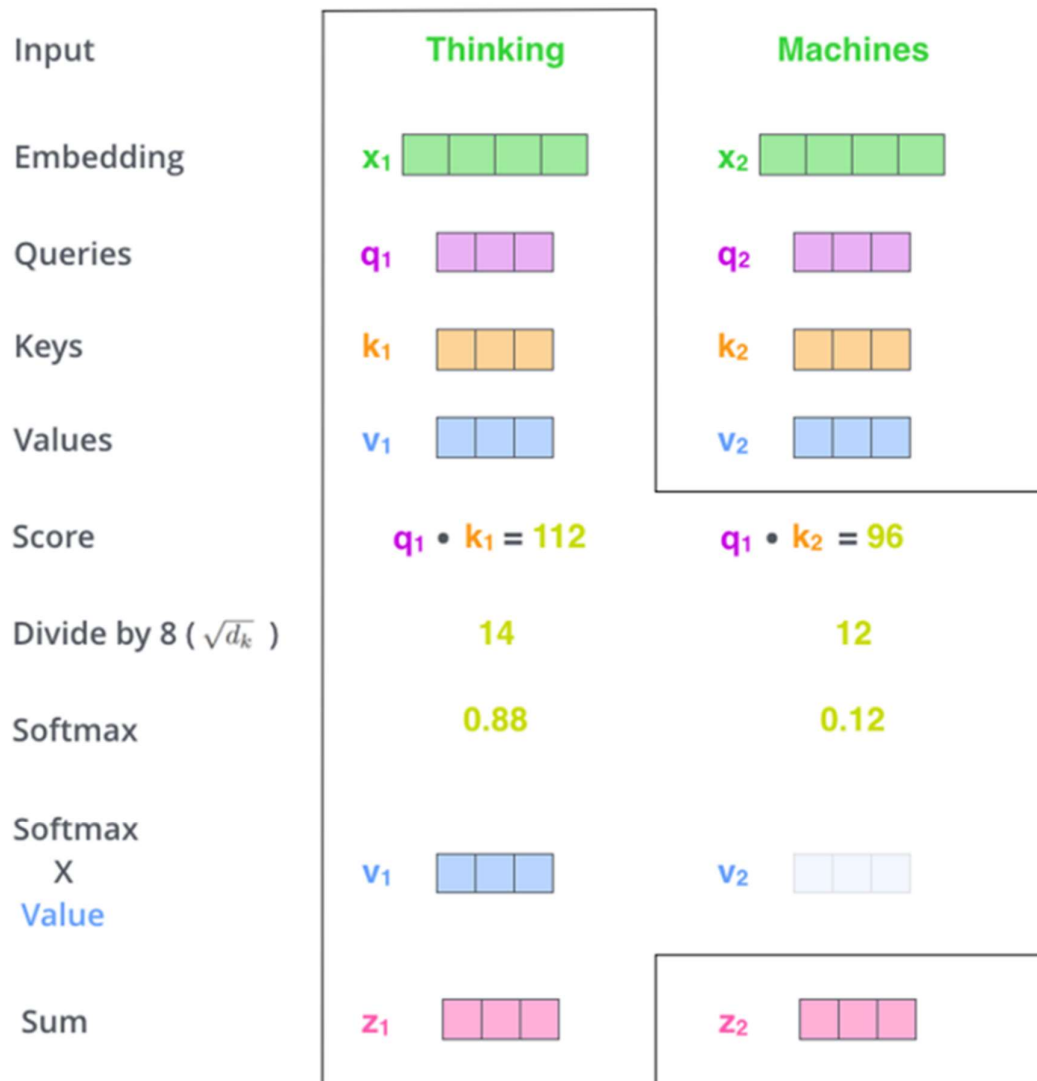 Input Thinking Machines
Embedding x₁ x₂
Queries q₁ q₂
Keys k₁ k₂
Values v₁ v₂
Score q₁ • k₁ = 112 q₁ • k₂ = 96
Divide by 8 ( √dₖ ) 14 12
Softmax 0.88 0.12
Softmax
X v₁ v₂
Value
Sum z₁ z₂